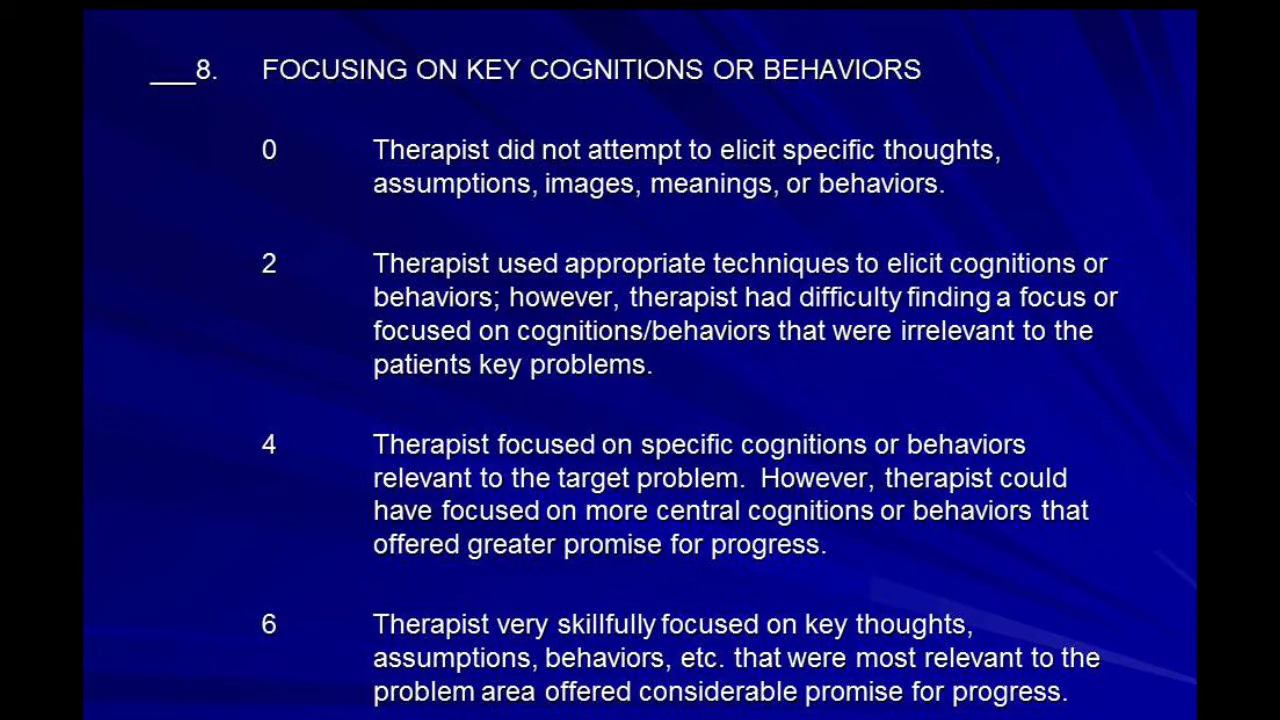 ___8. FOCUSING ON KEY COGNITIONS OR BEHAVIORS
0 Therapist did not attempt to elicit specific thoughts,
assumptions, images, meanings, or behaviors.
2 Therapist used appropriate techniques to elicit cognitions or
behaviors; however, therapist had difficulty finding a focus or
focused on cognitions/behaviors that were irrelevant to the
patients key problems.
4 Therapist focused on specific cognitions or behaviors
relevant to the target problem. However, therapist could
have focused on more central cognitions or behaviors that
offered greater promise for progress.
6 Therapist very skillfully focused on key thoughts,
assumptions, behaviors, etc. that were most relevant to the
problem area offered considerable promise for progress.